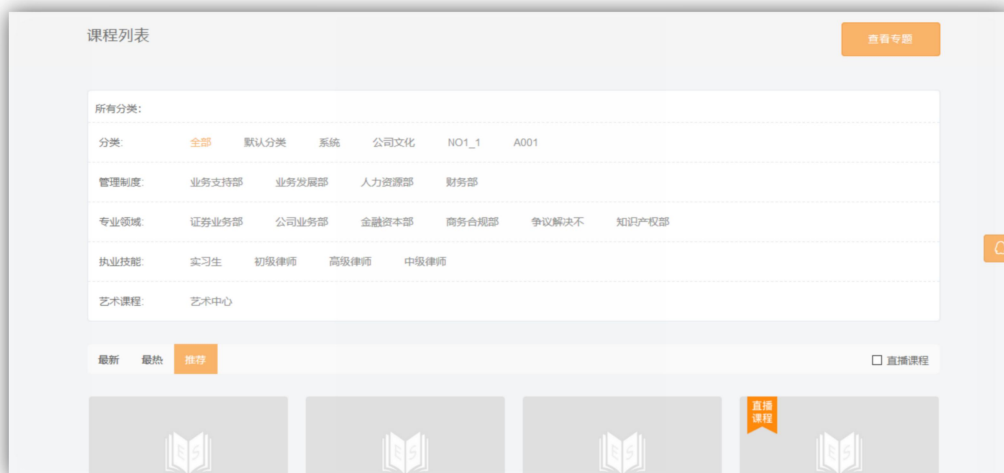 课程列表
查看专题
所有分类:
分类: 全部 默认分类 系统 公司文化 NO1_1 A001
管理制度: 业务支持部 业务发展部 人力资源部 财务部
专业领域: 证券业务部 公司业务部 金融资本部 商务合规部 争议解决不 知识产权部
执业技能: 实习生 初级律师 高级律师 中级律师
艺术课程: 艺术中心
最新 最热 推荐 直播课程
直播
课程
ES ES ES ES